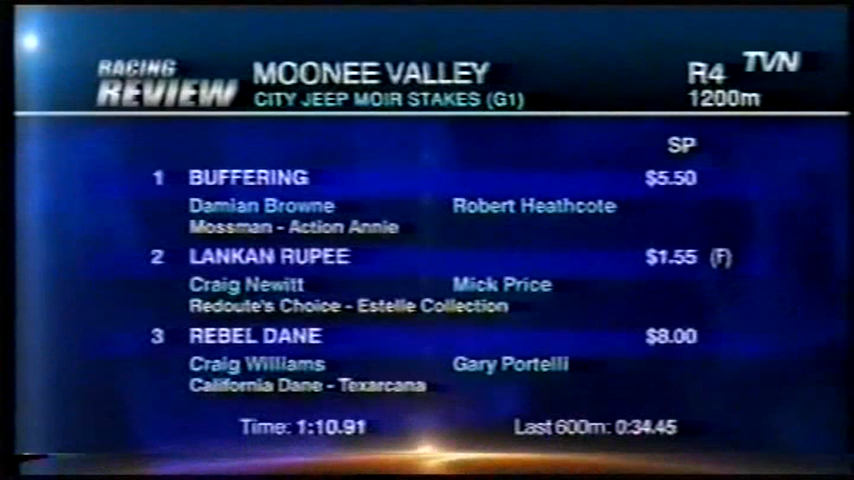 RACING REVIEW
MOONEE VALLEY
R4
TVN
CITY JEEP MOIR STAKES (G1)
1200m
SP
1 BUFFERING $5.50
Damian Browne Robert Heathcote
Mossman - Action Annie
2 LANKAN RUPEE $1.55 (F)
Craig Newitt Mick Price
Redoute's Choice - Estelle Collection
3 REBEL DANE $8.00
Craig Williams Gary Portelli
California Dane - Texarcana
Time: 1:10.91 Last 600m: 0:34.45